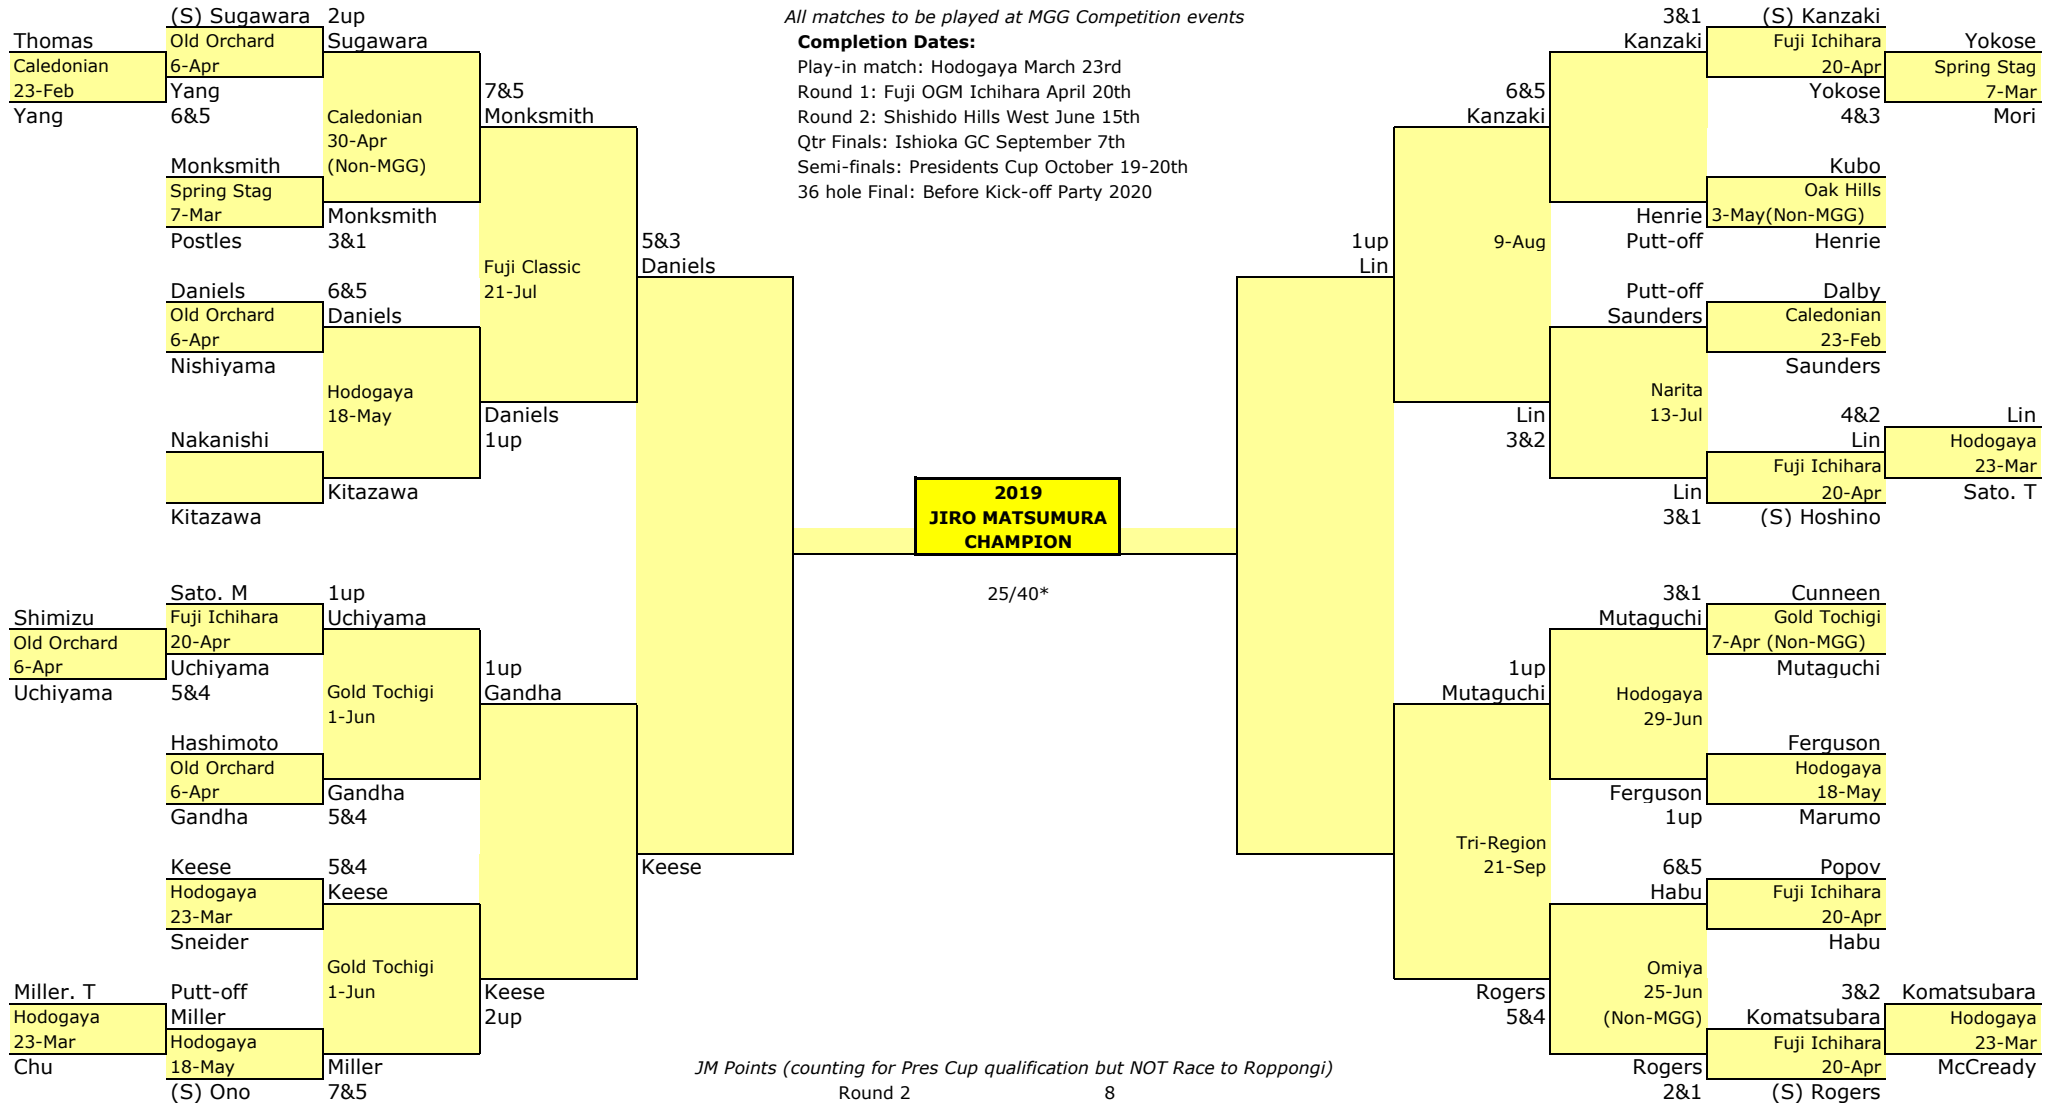 (S) Sugawara 2up
Thomas
Old Orchard
Sugawara
Caledonian
6-Apr
23-Feb
Yang
7&5
Yang
6&5
Caledonian
Monksmith
30-Apr
Monksmith
(Non-MGG)
Spring Stag
7-Mar
Monksmith
Postles
3&1
5&3
Fuji Classic
Daniels
21-Jul
Daniels
6&5
Old Orchard
Daniels
6-Apr
Nishiyama
Hodogaya
18-May
Daniels
Nakanishi
1up
Kitazawa
Kitazawa
Sato. M
1up
Shimizu
Fuji Ichihara
Uchiyama
Old Orchard
20-Apr
6-Apr
Uchiyama
1up
Uchiyama
5&4
Gold Tochigi
Gandha
1-Jun
Hashimoto
Old Orchard
6-Apr
Gandha
Gandha
5&4
Keese
5&4
Keese
Hodogaya
Keese
23-Mar
Sneider
Gold Tochigi
Miller. T
Putt-off
1-Jun
Keese
Hodogaya
Miller
2up
23-Mar
Hodogaya
Chu
18-May
Miller
(S) Ono
7&5
All matches to be played at MGG Competition events
Completion Dates:
Play-in match: Hodogaya March 23rd
Round 1: Fuji OGM Ichihara April 20th
Round 2: Shishido Hills West June 15th
Qtr Finals: Ishioka GC September 7th
Semi-finals: Presidents Cup October 19-20th
36 hole Final: Before Kick-off Party 2020
2019
JIRO MATSUMURA
CHAMPION
25/40*
JM Points (counting for Pres Cup qualification but NOT Race to Roppongi)
Round 2 8
3&1
(S) Kanzaki
Kanzaki
Fuji Ichihara
Yokose
20-Apr
Spring Stag
6&5
Yokose
7-Mar
Kanzaki
4&3
Mori
Kubo
Oak Hills
Henrie
3-May(Non-MGG)
1up
9-Aug
Putt-off
Henrie
Lin
Putt-off
Dalby
Saunders
Caledonian
23-Feb
Saunders
Narita
13-Jul
Lin
4&2
Lin
3&2
Lin
Hodogaya
Fuji Ichihara
23-Mar
Lin
20-Apr
Sato. T
3&1
(S) Hoshino
3&1
Cunneen
Mutaguchi
Gold Tochigi
7-Apr (Non-MGG)
1up
Mutaguchi
Mutaguchi
Hodogaya
29-Jun
Ferguson
Hodogaya
Ferguson
18-May
1up
Marumo
Tri-Region
21-Sep
6&5
Popov
Habu
Fuji Ichihara
20-Apr
Habu
Omiya
Rogers
25-Jun
3&2
Komatsubara
5&4
(Non-MGG)
Komatsubara
Hodogaya
Fuji Ichihara
23-Mar
Rogers
20-Apr
McCready
2&1
(S) Rogers